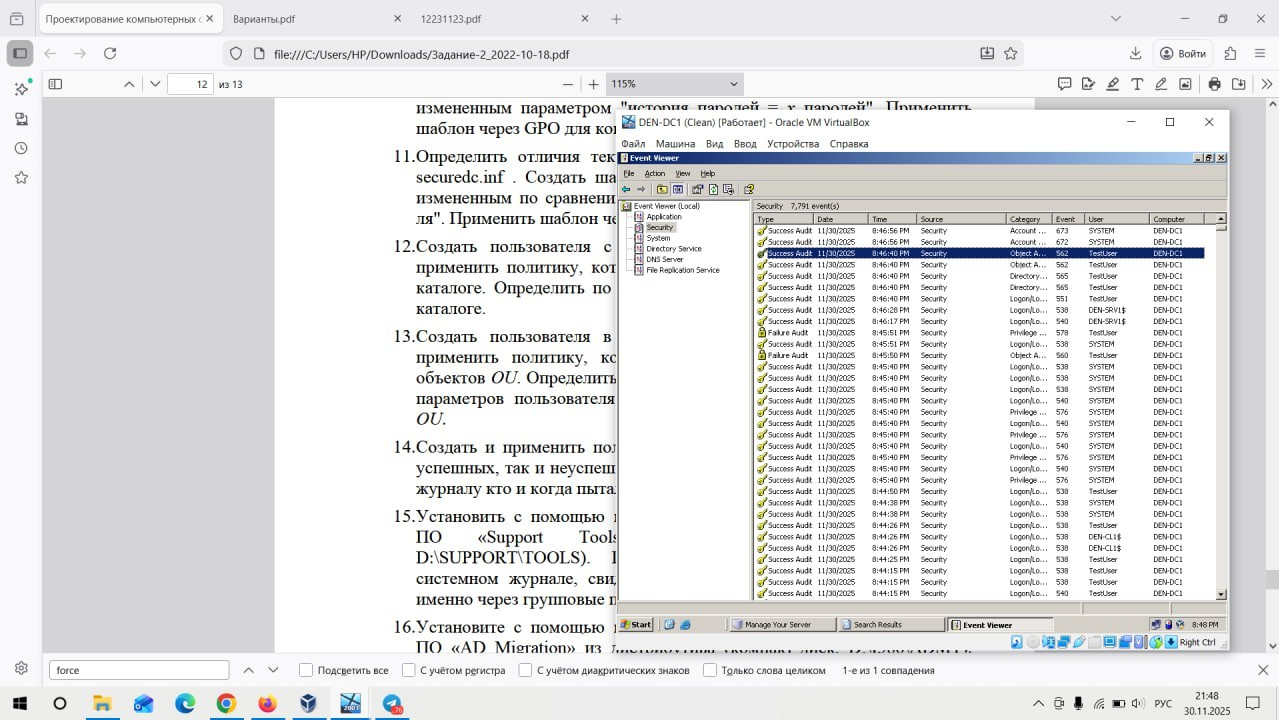 Проектирование компьютерных с
Варианты.pdf
12231123.pdf
file:///C:/Users/HP/Downloads/Задание-2_2022-10-18.pdf
Войти
12 из 13
115%
измененным параметром "история паролей = x паролей". Применить
шаблон через GPO для ко
11.Определить отличия тек
securedc.inf . Создать ша
измененным по сравнени
ля". Применить шаблон че
12.Создать пользователя с
применить политику, кот
каталоге. Определить по
каталоге.
13.Создать пользователя в
применить политику, ко
объектов OU. Определить
параметров пользователя
OU.
14.Создать и применить пол
успешных, так и неуспеш
журналу кто и когда пыта
15.Установить с помощью
ПО «Support Tools
D:\SUPPORT\TOOLS).
системном журнале, сви
именно через групповые п
16.Установите с помощью
ПО «AD Migration» из
DEN-DC1 (Clean) [Работает] - Oracle VM VirtualBox
Файл Машина Вид Ввод Устройства Справка
Event Viewer
File Action View Help
Event Viewer (Local)
Application
Security
System
Directory Service
DNS Server
File Replication Service
Security 7,791 event(s)
Type Date Time Source Category Event User Computer
Success Audit 11/30/2025 8:46:56 PM Security Account ... 673 SYSTEM DEN-DC1
Success Audit 11/30/2025 8:46:56 PM Security Account ... 672 SYSTEM DEN-DC1
Success Audit 11/30/2025 8:46:40 PM Security Object A... 562 TestUser DEN-DC1
Success Audit 11/30/2025 8:46:40 PM Security Object A... 562 TestUser DEN-DC1
Success Audit 11/30/2025 8:46:40 PM Security Directory... 565 TestUser DEN-DC1
Success Audit 11/30/2025 8:46:40 PM Security Directory... 565 TestUser DEN-DC1
Success Audit 11/30/2025 8:46:40 PM Security Logon/Lo... 551 TestUser DEN-DC1
Success Audit 11/30/2025 8:46:28 PM Security Logon/Lo... 538 DEN-SRV1$ DEN-DC1
Success Audit 11/30/2025 8:46:17 PM Security Logon/Lo... 540 DEN-SRV1$ DEN-DC1
Failure Audit 11/30/2025 8:45:51 PM Security Privilege ... 578 TestUser DEN-DC1
Success Audit 11/30/2025 8:45:51 PM Security Logon/Lo... 538 SYSTEM DEN-DC1
Failure Audit 11/30/2025 8:45:50 PM Security Object A... 560 TestUser DEN-DC1
Success Audit 11/30/2025 8:45:40 PM Security Logon/Lo... 538 SYSTEM DEN-DC1
Success Audit 11/30/2025 8:45:40 PM Security Logon/Lo... 538 SYSTEM DEN-DC1
Success Audit 11/30/2025 8:45:40 PM Security Logon/Lo... 538 SYSTEM DEN-DC1
Success Audit 11/30/2025 8:45:40 PM Security Logon/Lo... 540 SYSTEM DEN-DC1
Success Audit 11/30/2025 8:45:40 PM Security Privilege ... 576 SYSTEM DEN-DC1
Success Audit 11/30/2025 8:45:40 PM Security Logon/Lo... 540 SYSTEM DEN-DC1
Success Audit 11/30/2025 8:45:40 PM Security Privilege ... 576 SYSTEM DEN-DC1
Success Audit 11/30/2025 8:45:40 PM Security Logon/Lo... 540 SYSTEM DEN-DC1
Success Audit 11/30/2025 8:45:40 PM Security Privilege ... 576 SYSTEM DEN-DC1
Success Audit 11/30/2025 8:45:40 PM Security Logon/Lo... 540 SYSTEM DEN-DC1
Success Audit 11/30/2025 8:45:40 PM Security Privilege ... 576 SYSTEM DEN-DC1
Success Audit 11/30/2025 8:44:50 PM Security Logon/Lo... 538 TestUser DEN-DC1
Success Audit 11/30/2025 8:44:38 PM Security Logon/Lo... 538 SYSTEM DEN-DC1
Success Audit 11/30/2025 8:44:38 PM Security Logon/Lo... 538 SYSTEM DEN-DC1
Success Audit 11/30/2025 8:44:26 PM Security Logon/Lo... 538 TestUser DEN-DC1
Success Audit 11/30/2025 8:44:26 PM Security Logon/Lo... 538 DEN-CL1$ DEN-DC1
Success Audit 11/30/2025 8:44:26 PM Security Logon/Lo... 538 DEN-CL1$ DEN-DC1
Success Audit 11/30/2025 8:44:25 PM Security Logon/Lo... 538 TestUser DEN-DC1
Success Audit 11/30/2025 8:44:15 PM Security Logon/Lo... 538 TestUser DEN-DC1
Success Audit 11/30/2025 8:44:15 PM Security Logon/Lo... 538 TestUser DEN-DC1
Success Audit 11/30/2025 8:44:15 PM Security Logon/Lo... 540 TestUser DEN-DC1
Start Manage Your Server Search Results Event Viewer 8:48 PM
Right Ctrl
force Подсветить все С учётом регистра С учётом диакритических знаков Только слова целиком 1-е из 1 совпадения
РУС
21:48
30.11.2025